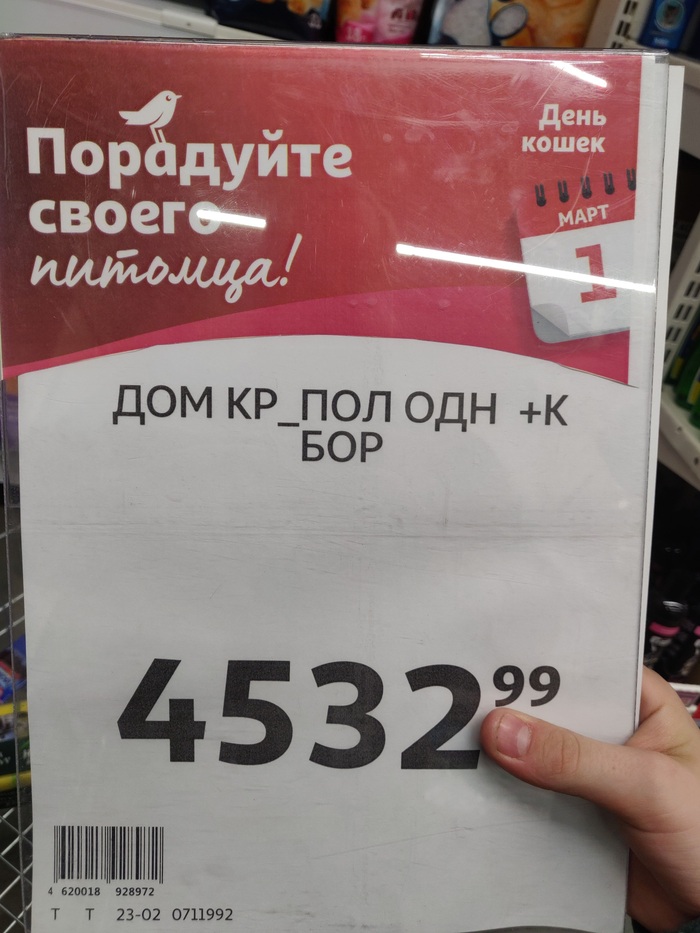 Порадуйте
своего
питомца!
День
кошек
МАРТ
1
ДОМ КР_ПОЛ ОДН +К
БОР
4532 99
4 620018 928972
Т Т 23-02 0711992